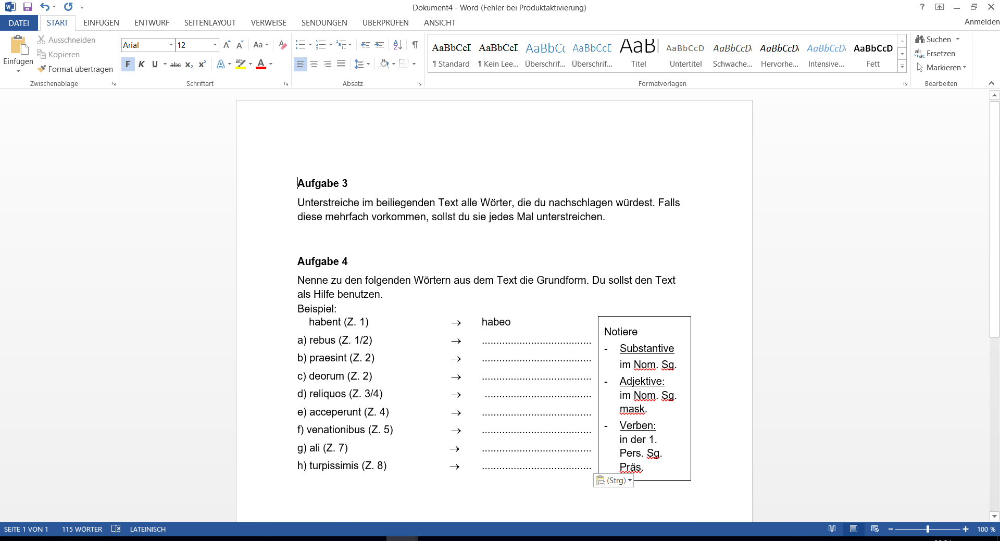 Dokument4 - Word (Fehler bei Produktaktivierung)
DATEI START EINFÜGEN ENTWURF SEITENLAYOUT VERWEISE SENDUNGEN ÜBERPRÜFEN ANSICHT Anmelden
Einfügen
Ausschneiden
Kopieren
Format übertragen
Zwischenablage
Arial 12
F K U abc x₂ x²
Schriftart
Absatz
AaBbCcI AaBbCcI AaBbC AaBbCcD AaB AaBbCcD AaBbCcD AaBbCcD AaBbCcD AaBbCcD
¶ Standard ¶ Kein Lee... Überschrif... Überschrif... Titel Untertitel Schwache... Hervorhe... Intensive... Fett
Formatvorlagen
Suchen
Ersetzen
Markieren
Bearbeiten
Aufgabe 3
Unterstreiche im beiliegenden Text alle Wörter, die du nachschlagen würdest. Falls
diese mehrfach vorkommen, sollst du sie jedes Mal unterstreichen.
Aufgabe 4
Nenne zu den folgenden Wörtern aus dem Text die Grundform. Du sollst den Text
als Hilfe benutzen.
Beispiel:
habent (Z. 1) → habeo
a) rebus (Z. 1/2) → ......................................
b) praesint (Z. 2) → ......................................
c) deorum (Z. 2) → ......................................
d) reliquos (Z. 3/4) → .....................................
e) acceperunt (Z. 4) → ......................................
f) venationibus (Z. 5) → ......................................
g) ali (Z. 7) → ......................................
h) turpissimis (Z. 8) → ......................................
Notiere
- Substantive
im Nom. Sg.
- Adjektive:
im Nom. Sg.
mask.
- Verben:
in der 1.
Pers. Sg.
Präs.
(Strg)
SEITE 1 VON 1 115 WÖRTER LATEINISCH 100 %